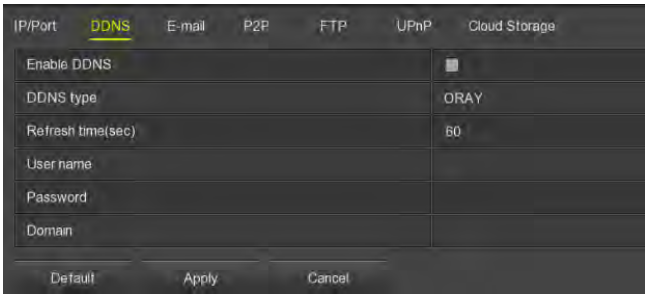 IP/Port DDNS E-mail P2P FTP UPnP Cloud Storage
Enable DDNS
DDNS type ORAY
Refresh time(sec) 60
User name
Password
Domain
Default Apply Cancel